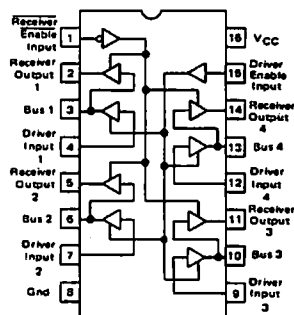 Receiver
Enable
Input
1
Receiver
Output
1
2
Bus 1
3
Driver
Input
1
4
Receiver
Output
2
5
Bus 2
6
Driver
Input
2
7
Gnd
8
16
VCC
15
Driver
Enable
Input
14
Receiver
Output
4
13
Bus 4
12
Driver
Input
4
11
Receiver
Output
3
10
Bus 3
9
Driver
Input
3